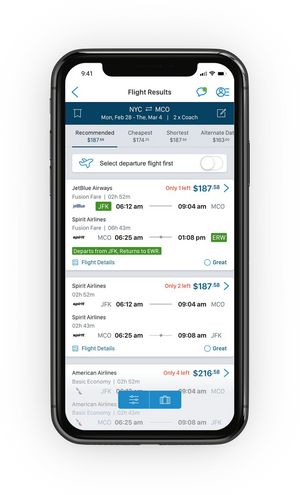 9:41
Flight Results
NYC ⇄ MCO
Mon, Feb 28 - Thu, Mar 4 | 2 x Coach
Recommended Cheapest Shortest Alternate Dat
$187.58 $174.21 $187.58 $163.
Select departure flight first
JetBlue Airways Only 1 left $187.58
Fusion Fare | 02h 52m
jetBlue JFK 06:12 am 09:04 am MCO
Spirit Airlines
Fusion Fare | 06h 43m
spirit MCO 06:25 am 01:08 pm ERW
Departs from JFK, Returns to EWR
Flight Details Great
Spirit Airlines Only 2 left $187.58
02h 52m
spirit JFK 06:12 am 09:04 am MCO
Spirit Airlines
02h 43m
spirit MCO 06:25 am 09:08 am JFK
Flight Details Great
American Airlines Only 4 left $216.58
Basic Economy | 02h 52m
JFK 06:12 am 09:04 am MCO
American Airlines
Basic Economy
MCO 06:25 am 09:08 am JFK